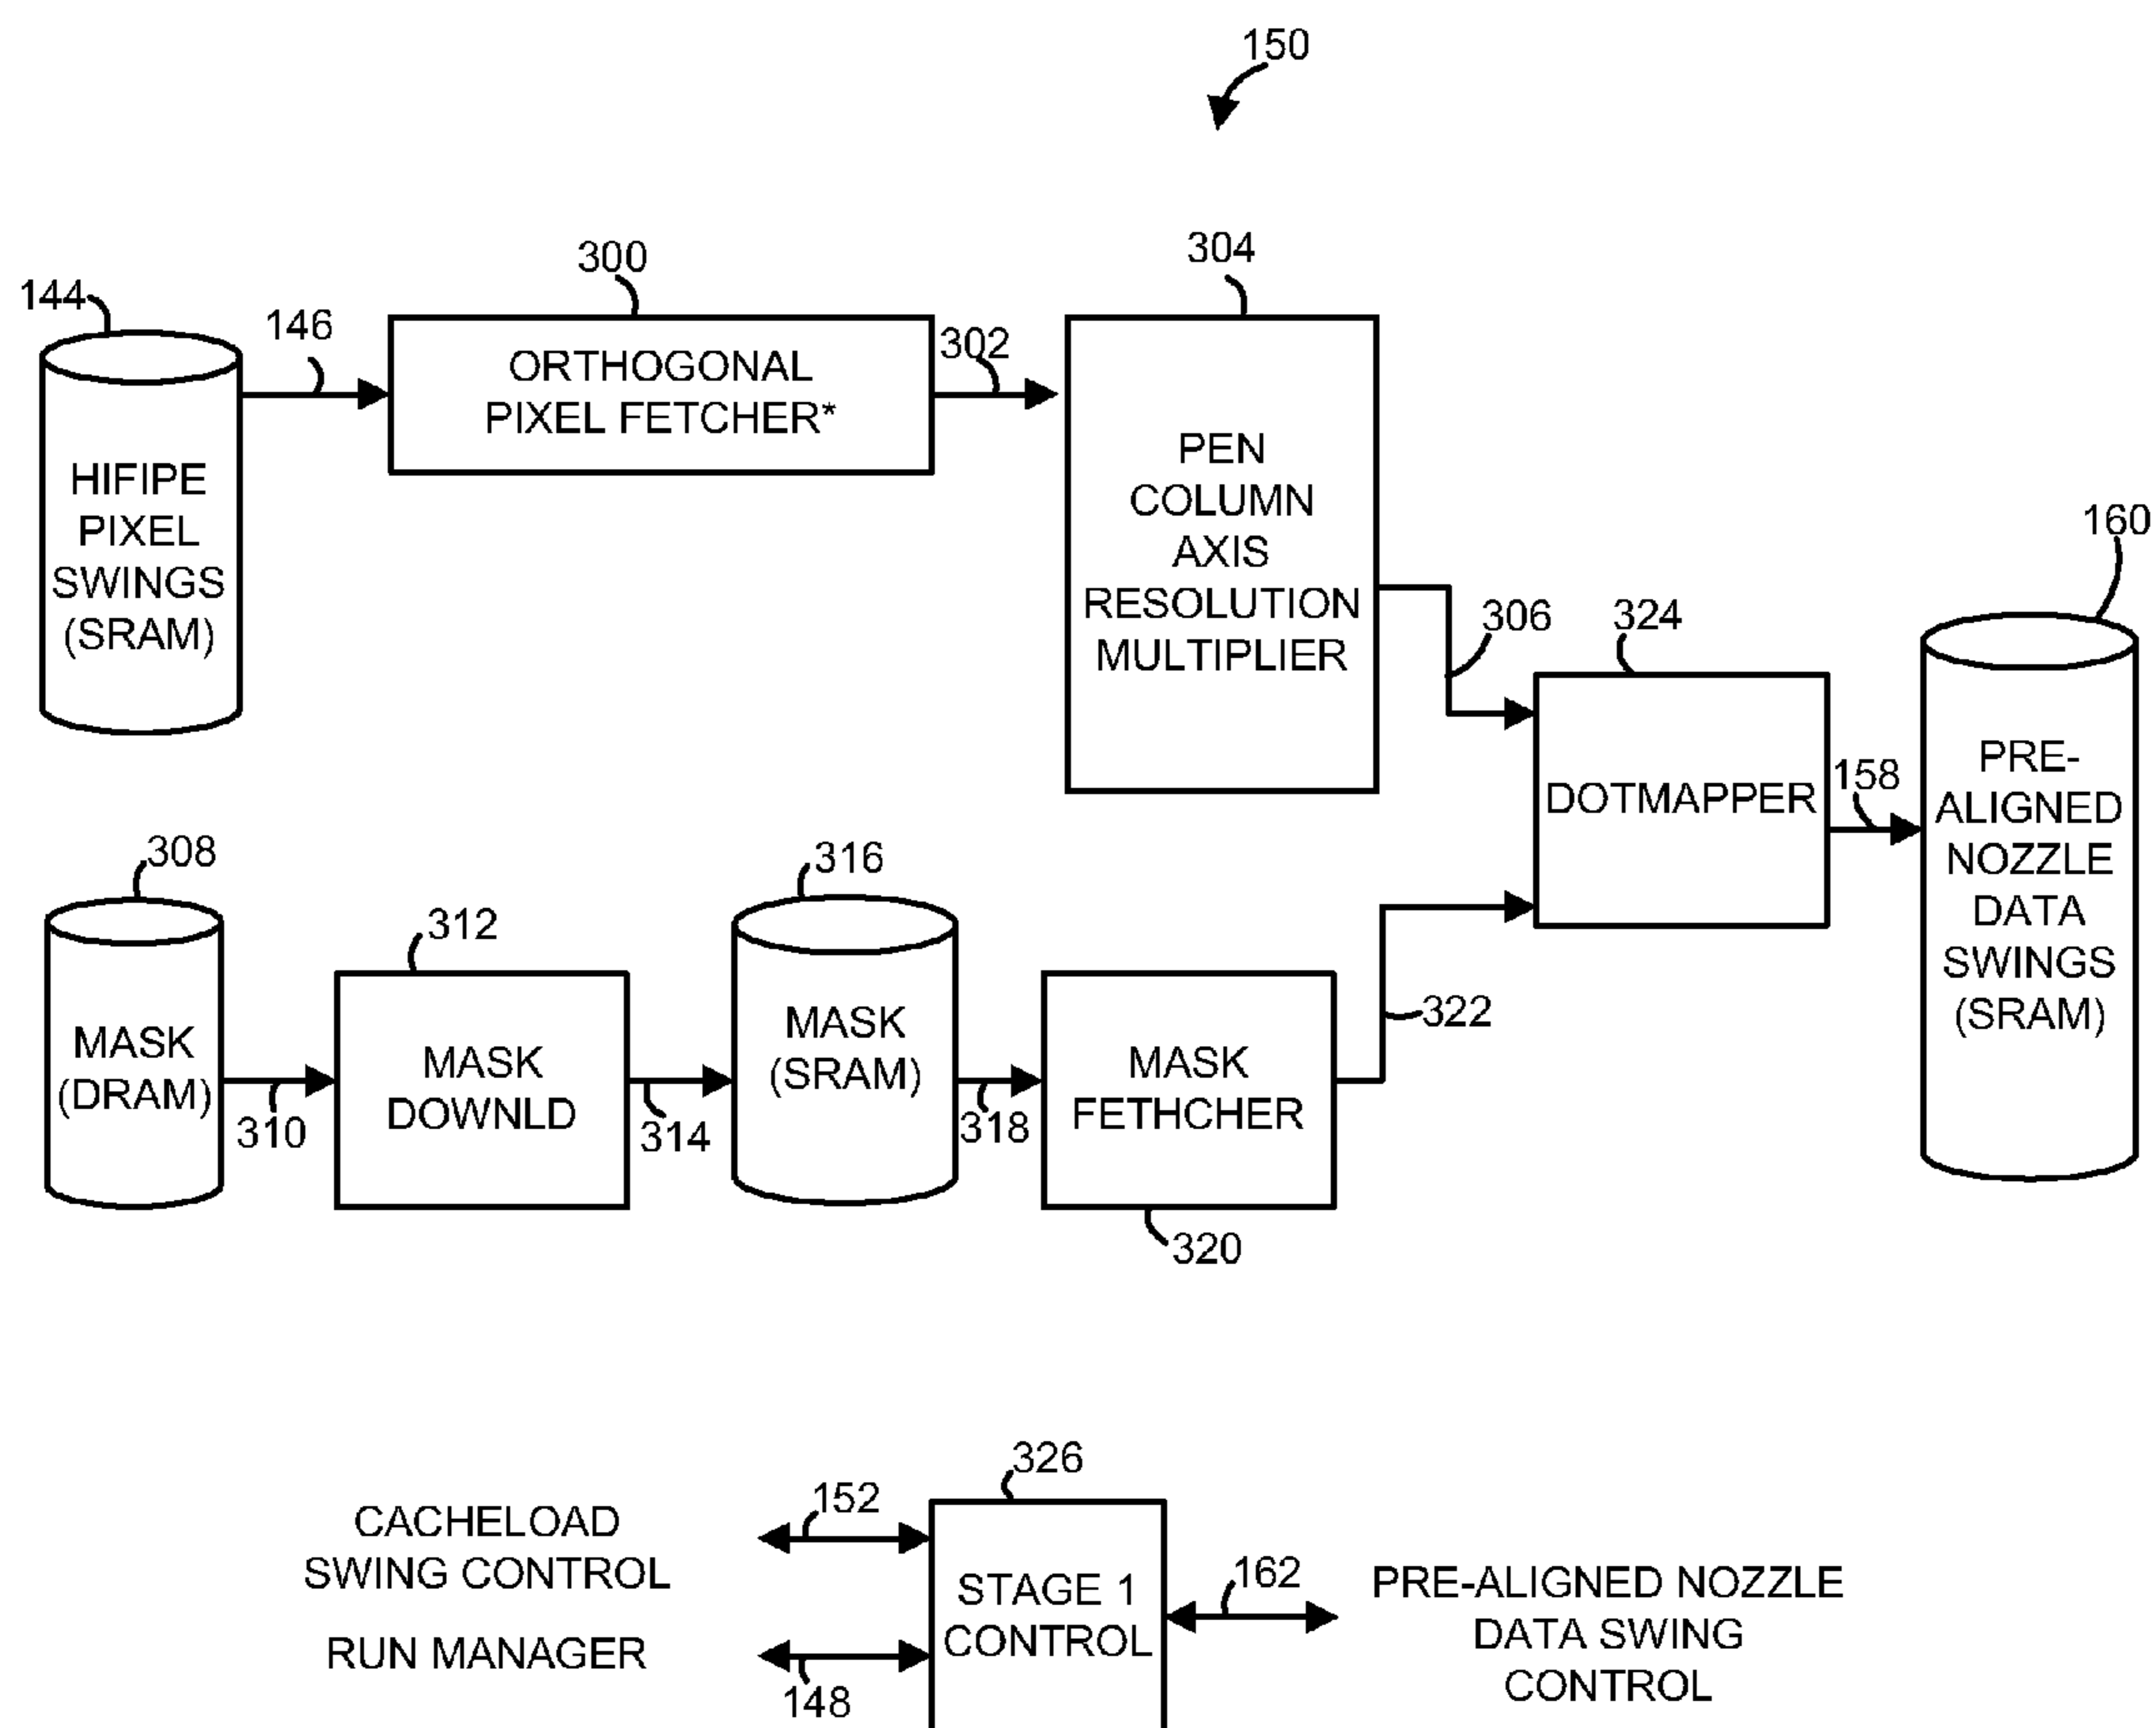 150
144
146
300
ORTHOGONAL
PIXEL FETCHER*
302
304
HIFIPE
PIXEL
SWINGS
(SRAM)
PEN
COLUMN
AXIS
RESOLUTION
MULTIPLIER
306
324
DOTMAPPER
158
160
PRE-
ALIGNED
NOZZLE
DATA
SWINGS
(SRAM)
308
MASK
(DRAM)
310
312
MASK
DOWNLD
314
316
MASK
(SRAM)
318
MASK
FETHCHER
320
322
CACHELOAD
SWING CONTROL
152
RUN MANAGER
148
326
STAGE 1
CONTROL
162
PRE-ALIGNED NOZZLE
DATA SWING
CONTROL